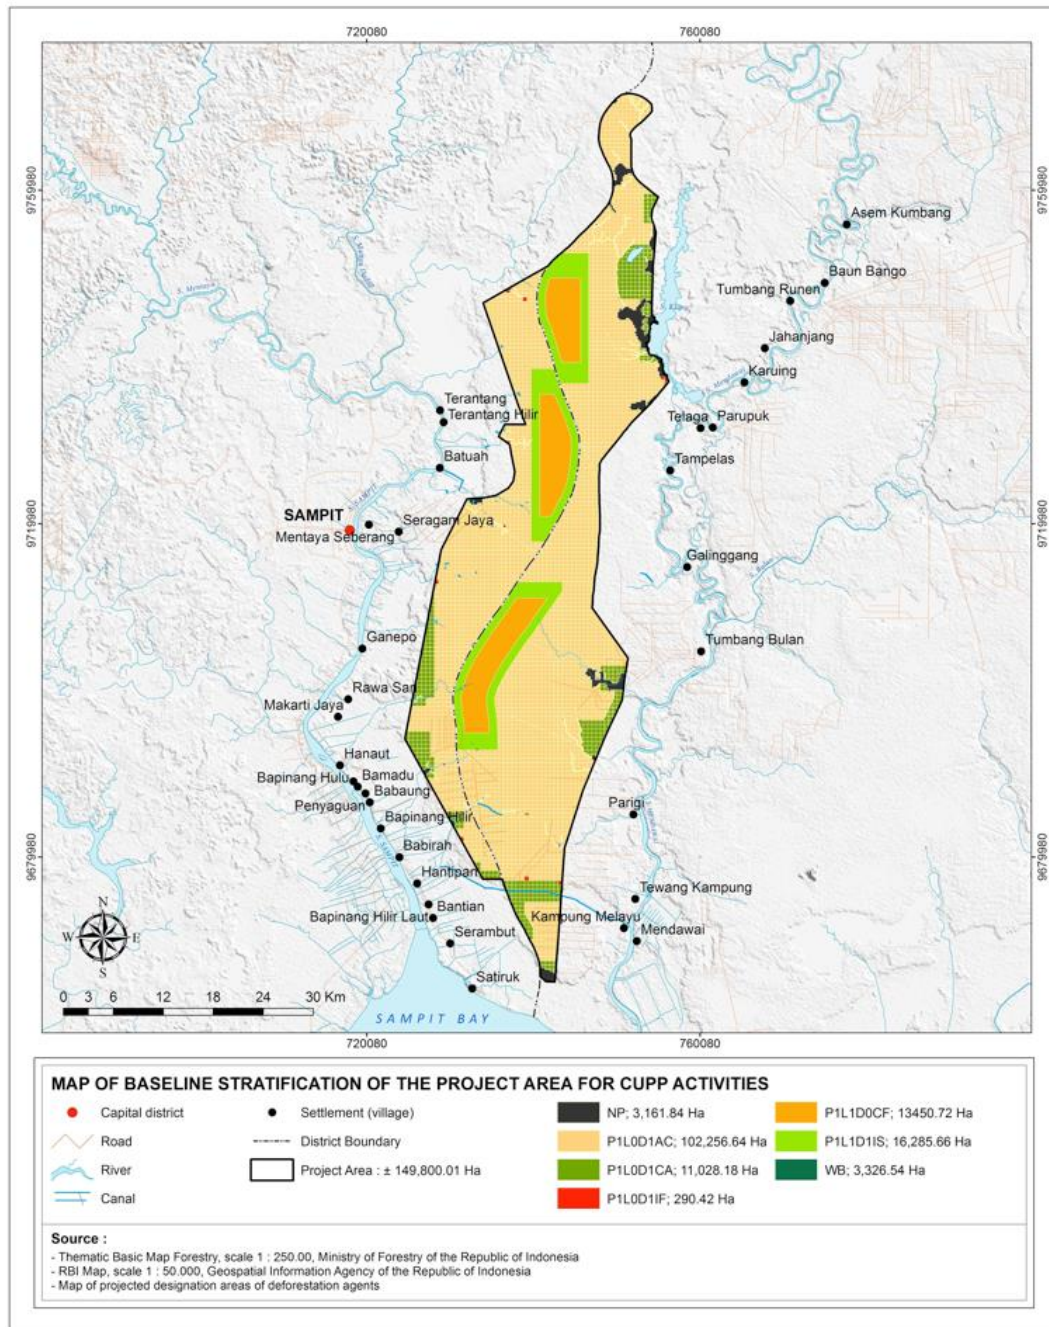 720080
760080
9759980
9759980
Asem Kumbang
Baun Bango
Tumbang Runen
S. Mentaya
Jahanjang
Karuing
Terantang
Terantang Hilir
Telaga
Parupuk
Batuah
Tampelas
S. SAMPIT
SAMPIT
Seragam Jaya
Mentaya Seberang
9719980
9719980
Galinggang
Ganepo
Tumbang Bulan
Rawa Sari
Makarti Jaya
Hanaut
Bapinang Hulu
Bamadu
Babaung
Penyaguan
Parigi
Bapinang Hilir
S. SAMPIT
Babirah
9679980
9679980
Hantipan
Tewang Kampung
Bantian
Bapinang Hilir Laut
Kampung Melayu
Serambut
Mendawai
N
W E
S
Satiruk
0 3 6 12 18 24 30 Km
SAMPIT BAY
720080
760080
MAP OF BASELINE STRATIFICATION OF THE PROJECT AREA FOR CUPP ACTIVITIES
Capital district
Settlement (village)
NP; 3,161.84 Ha
P1L1D0CF; 13450.72 Ha
Road
District Boundary
P1L0D1AC; 102,256.64 Ha
P1L1D1IS; 16,285.66 Ha
River
Project Area : ± 149,800.01 Ha
P1L0D1CA; 11,028.18 Ha
WB; 3,326.54 Ha
Canal
P1L0D1IF; 290.42 Ha
Source :
- Thematic Basic Map Forestry, scale 1 : 250.00, Ministry of Forestry of the Republic of Indonesia
- RBI Map, scale 1 : 50.000, Geospatial Information Agency of the Republic of Indonesia
- Map of projected designation areas of deforestation agents